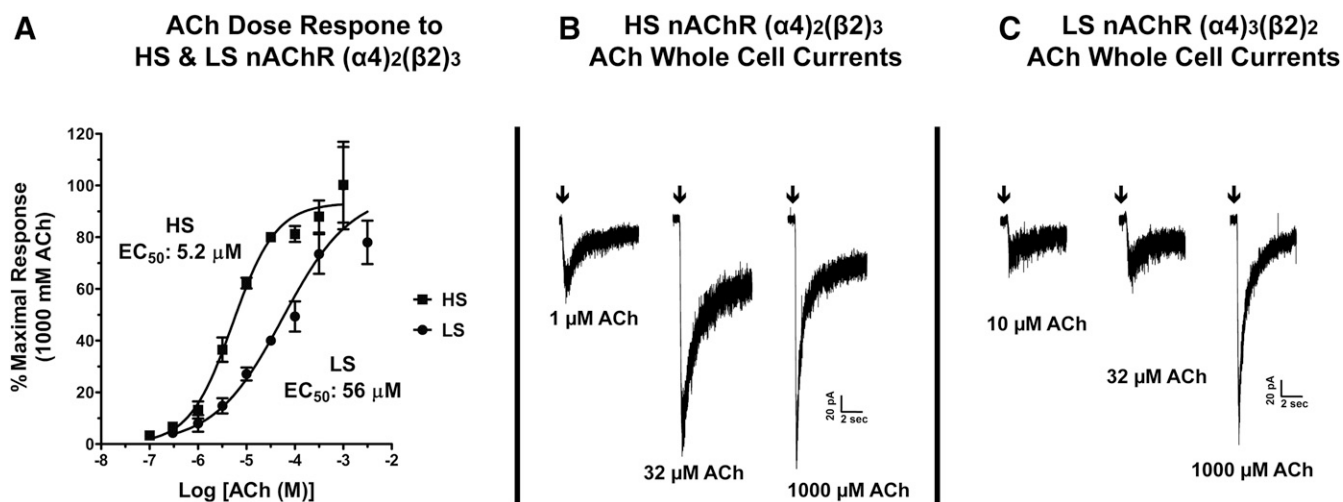 A
ACh Dose Respone to
HS & LS nAChR (α4)2(β2)3
B
HS nAChR (α4)2(β2)3
ACh Whole Cell Currents
C
LS nAChR (α4)3(β2)2
ACh Whole Cell Currents
% Maximal Response
(1000 mM ACh)
120
100
80
60
40
20
0
-8
-7
-6
-5
-4
-3
-2
Log [ACh (M)]
HS
EC50: 5.2 μM
LS
EC50: 56 μM
HS
LS
1 μM ACh
32 μM ACh
1000 μM ACh
20 pA
2 sec
10 μM ACh
32 μM ACh
1000 μM ACh
20 pA
2 sec